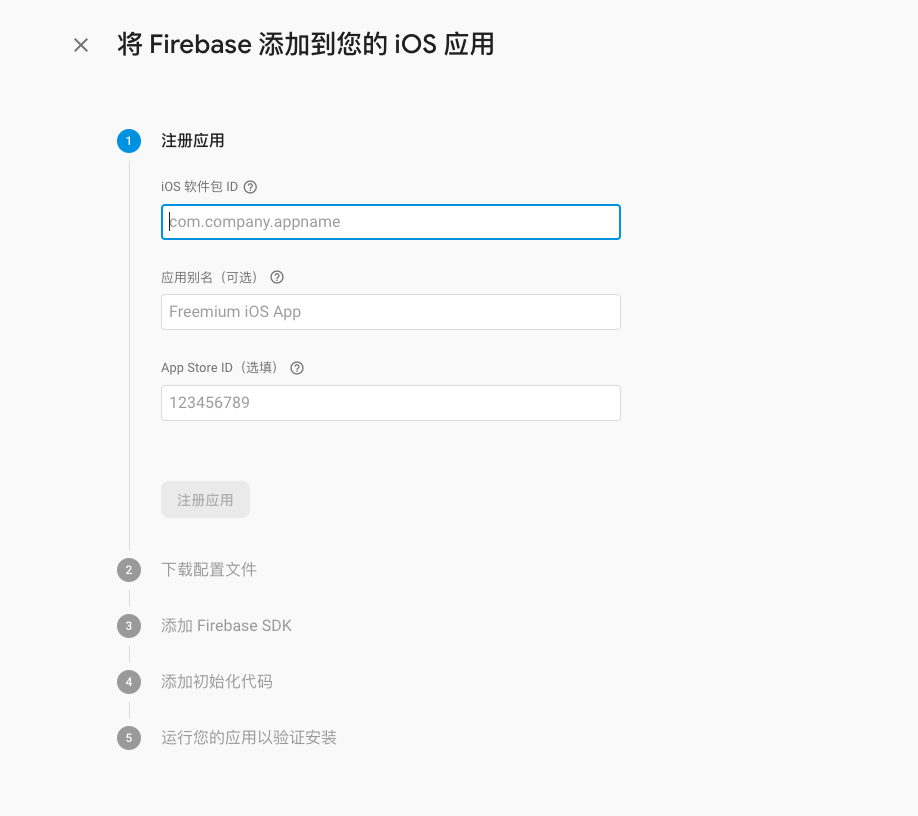 将 Firebase 添加到您的 iOS 应用
1 注册应用
iOS 软件包 ID
com.company.appname
应用别名（可选）
Freemium iOS App
App Store ID（选填）
123456789
注册应用
2 下载配置文件
3 添加 Firebase SDK
4 添加初始化代码
5 运行您的应用以验证安装